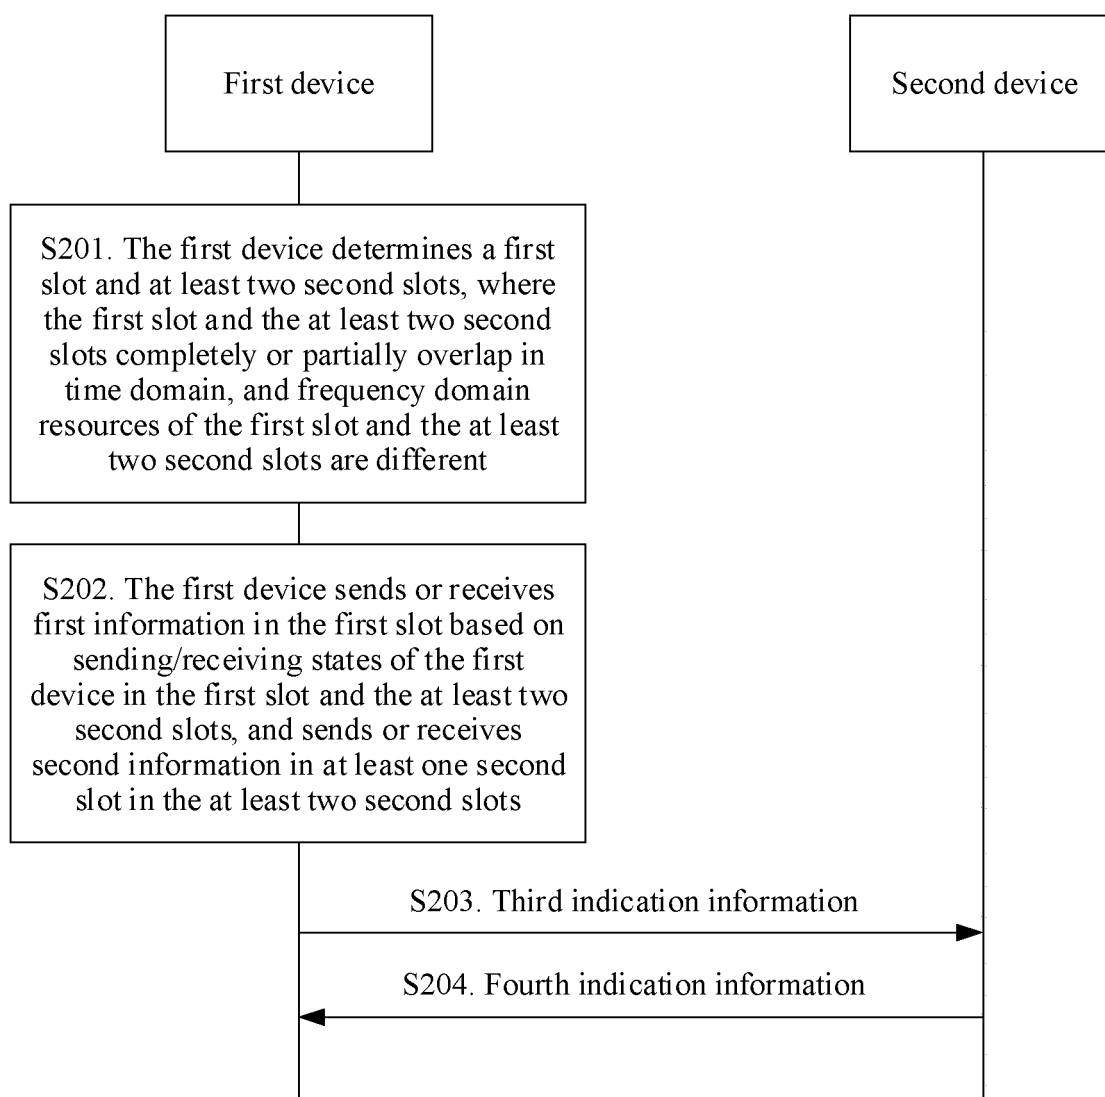 First device
Second device
S201. The first device determines a first
slot and at least two second slots, where
the first slot and the at least two second
slots completely or partially overlap in
time domain, and frequency domain
resources of the first slot and the at least
two second slots are different
S202. The first device sends or receives
first information in the first slot based on
sending/receiving states of the first
device in the first slot and the at least two
second slots, and sends or receives
second information in at least one second
slot in the at least two second slots
S203. Third indication information
S204. Fourth indication information